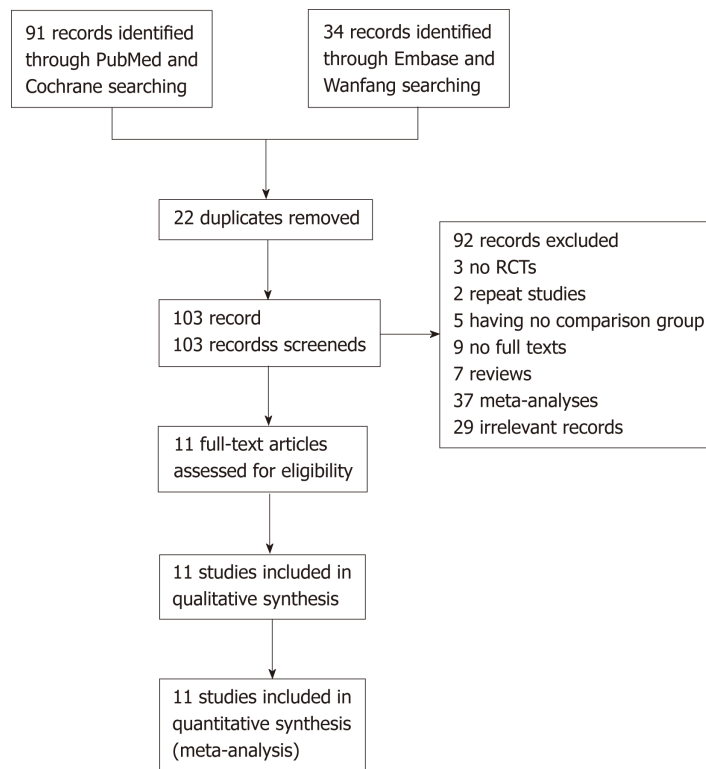 91 records identified
through PubMed and
Cochrane searching
34 records identified
through Embase and
Wanfang searching
22 duplicates removed
103 record
103 recordss screeneds
92 records excluded
3 no RCTs
2 repeat studies
5 having no comparison group
9 no full texts
7 reviews
37 meta-analyses
29 irrelevant records
11 full-text articles
assessed for eligibility
11 studies included in
qualitative synthesis
11 studies included in
quantitative synthesis
(meta-analysis)